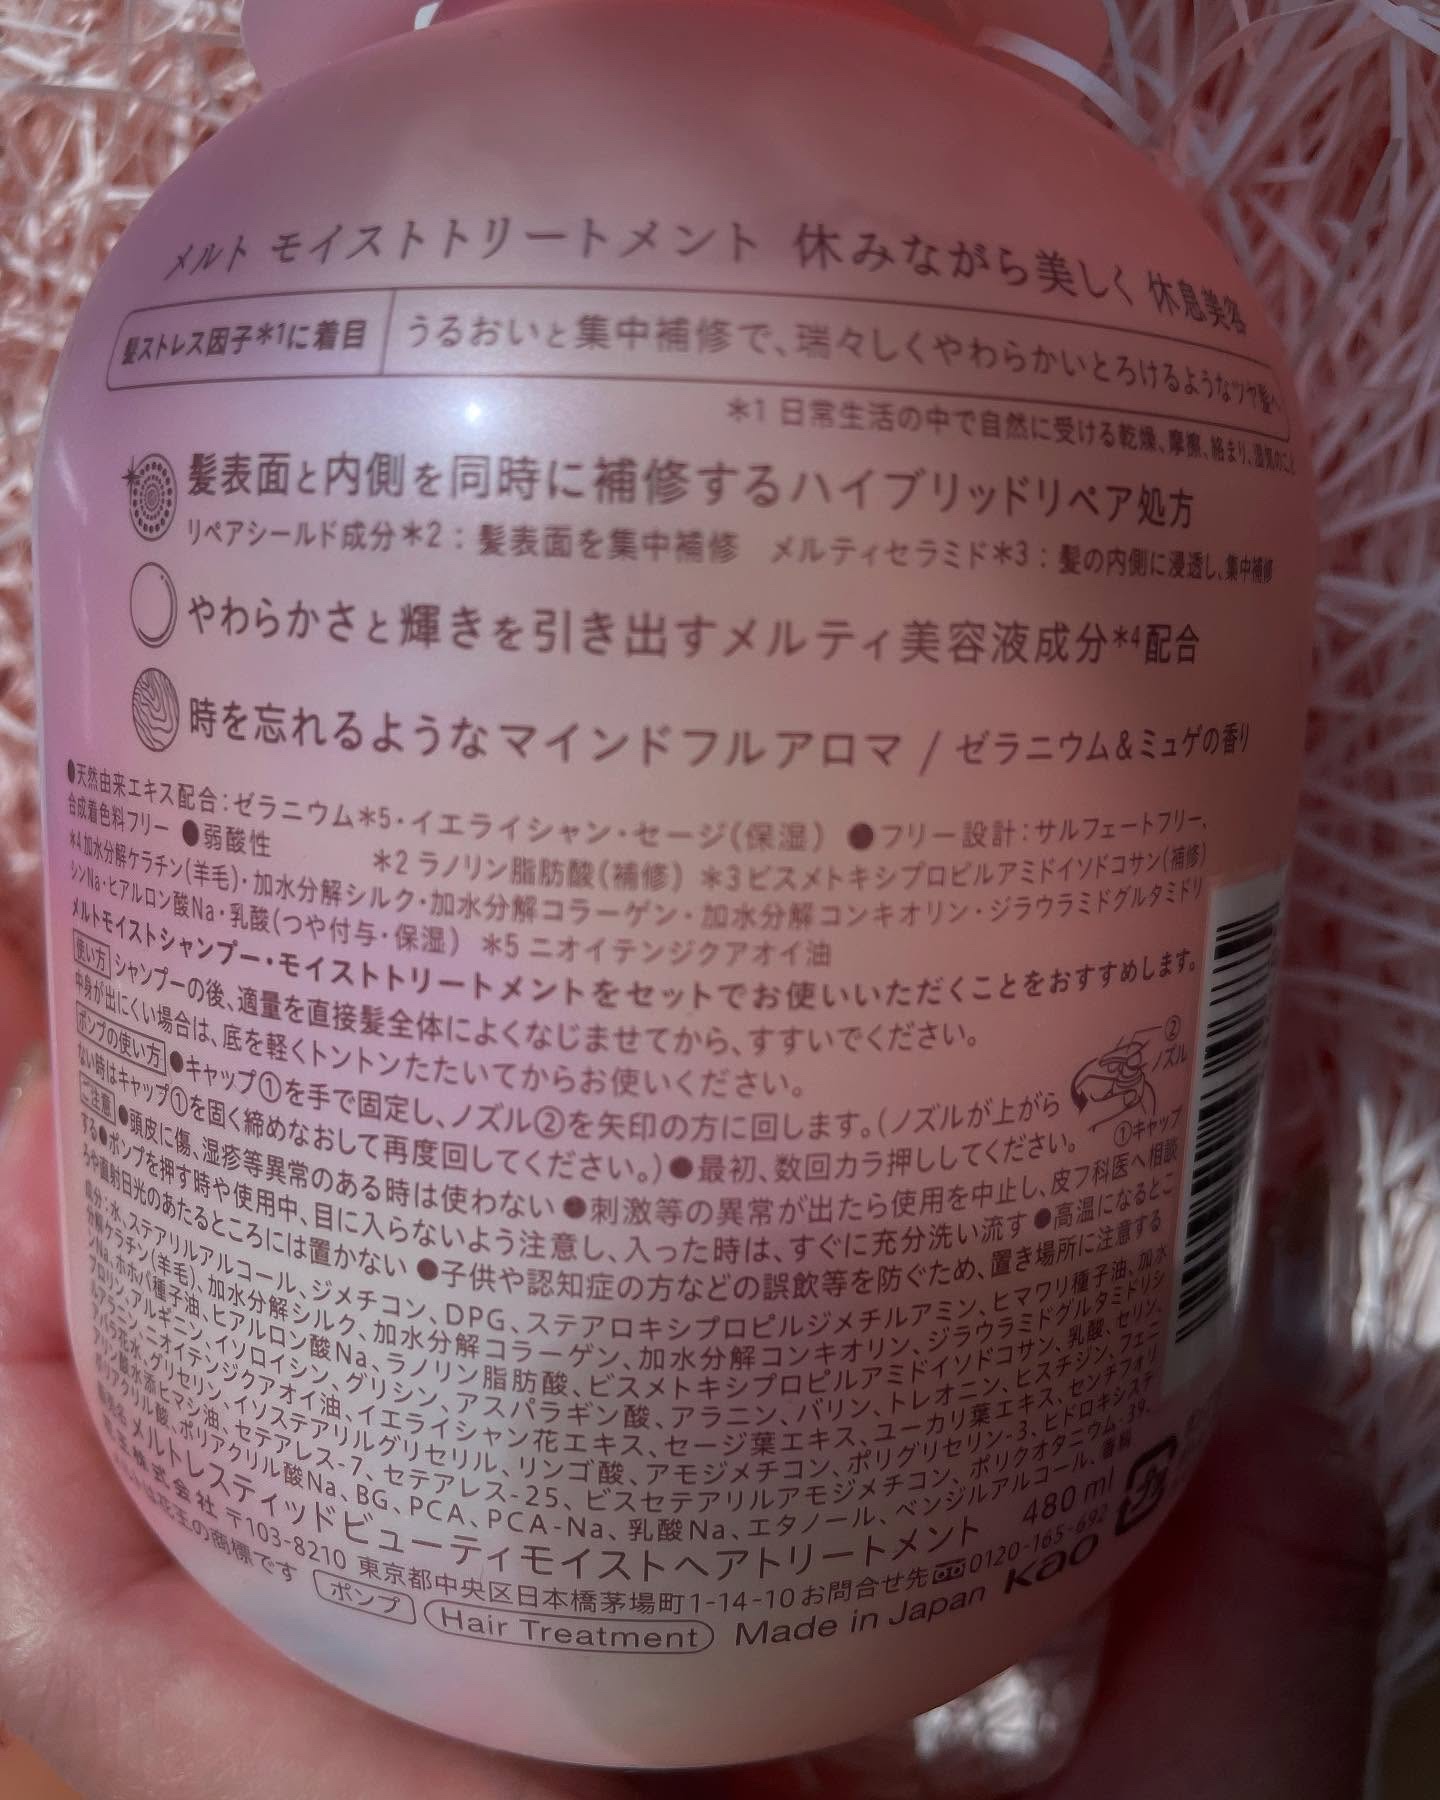 メルト モイストトリートメント 休みながら美しく 休息美容
髪ストレス因子*1に着目 うるおいと集中補修で、瑞々しくやわらかいとろけるようなツヤ髪へ
*1 日常生活の中で自然に受ける乾燥、摩擦、絡まり、湿気のこと
髪表面と内側を同時に補修するハイブリッドリペア処方
リペアシールド成分*2：髪表面を集中補修 メルティセラミド*3：髪の内側に浸透し、集中補修
やわらかさと輝きを引き出すメルティ美容液成分*4配合
時を忘れるようなマインドフルアロマ / ゼラニウム＆ミュゲの香り
●天然由来エキス配合：ゼラニウム*5・イエライシャン・セージ(保湿) ●フリー設計：サルフェートフリー、
合成着色料フリー ●弱酸性 *2 ラノリン脂肪酸(補修) *3 ビスメトキシプロピルアミドイソドコサン(補修)
*4 加水分解ケラチン(羊毛)・加水分解シルク・加水分解コラーゲン・加水分解コンキオリン・ジラウラミドグルタミドリ
シンNa・ヒアルロン酸Na・乳酸(つや付与・保湿) *5 ニオイテンジクアオイ油
メルトモイストシャンプー・モイストトリートメントをセットでお使いいただくことをおすすめします。
使い方 シャンプーの後、適量を直接髪全体によくなじませてから、すすいでください。
中身が出にくい場合は、底を軽くトントンたたいてからお使いください。
ポンプの使い方 ●キャップ①を手で固定し、ノズル②を矢印の方に回します。(ノズルが上がら
ない時はキャップ①を固く締めなおして再度回してください。) ●最初、数回カラ押ししてください。
②ノズル
①キャップ
ご注意 ●頭皮に傷、湿疹等異常のある時は使わない ●刺激等の異常が出たら使用を中止し、皮フ科医へ相談
する ●ポンプを押す時や使用中、目に入らないよう注意し、入った時は、すぐに充分洗い流す ●高温になるとこ
ろや直射日光のあたるところには置かない ●子供や認知症の方などの誤飲等を防ぐため、置き場所に注意する
成分：水、ステアリルアルコール、ジメチコン、DPG、ステアロキシプロピルジメチルアミン、ヒマワリ種子油、加水
分解ケラチン(羊毛)、加水分解シルク、加水分解コラーゲン、加水分解コンキオリン、ジラウラミドグルタミドリシ
ンNa、ホホバ種子油、ヒアルロン酸Na、ラノリン脂肪酸、ビスメトキシプロピルアミドイソドコサン、乳酸、セリン、
プロリン、アルギニン、イソロイシン、グリシン、アスパラギン酸、アラニン、バリン、トレオニン、ヒスチジン、フェニ
ルアラニン、ニオイテンジクアオイ油、イエライシャン花エキス、セージ葉エキス、ユーカリ葉エキス、センチフォリ
アバラ花水、グリセリン、イソステアリルグリセリル、リンゴ酸、アモジメチコン、ポリグリセリン-3、ヒドロキシステ
アリン酸水添ヒマシ油、セテアレス-7、セテアレス-25、ビスセテアリルアモジメチコン、ポリクオタニウム-39、
ポリアクリル酸、ポリアクリル酸Na、BG、PCA、PCA-Na、乳酸Na、エタノール、ベンジルアルコール、香料
販売名 メルトレスティッドビューティモイストヘアトリートメント 480 ml
花王株式会社 〒103-8210 東京都中央区日本橋茅場町1-14-10 お問合せ先 0120-165-692
は花王の商標です ポンプ Hair Treatment Made in Japan Kao